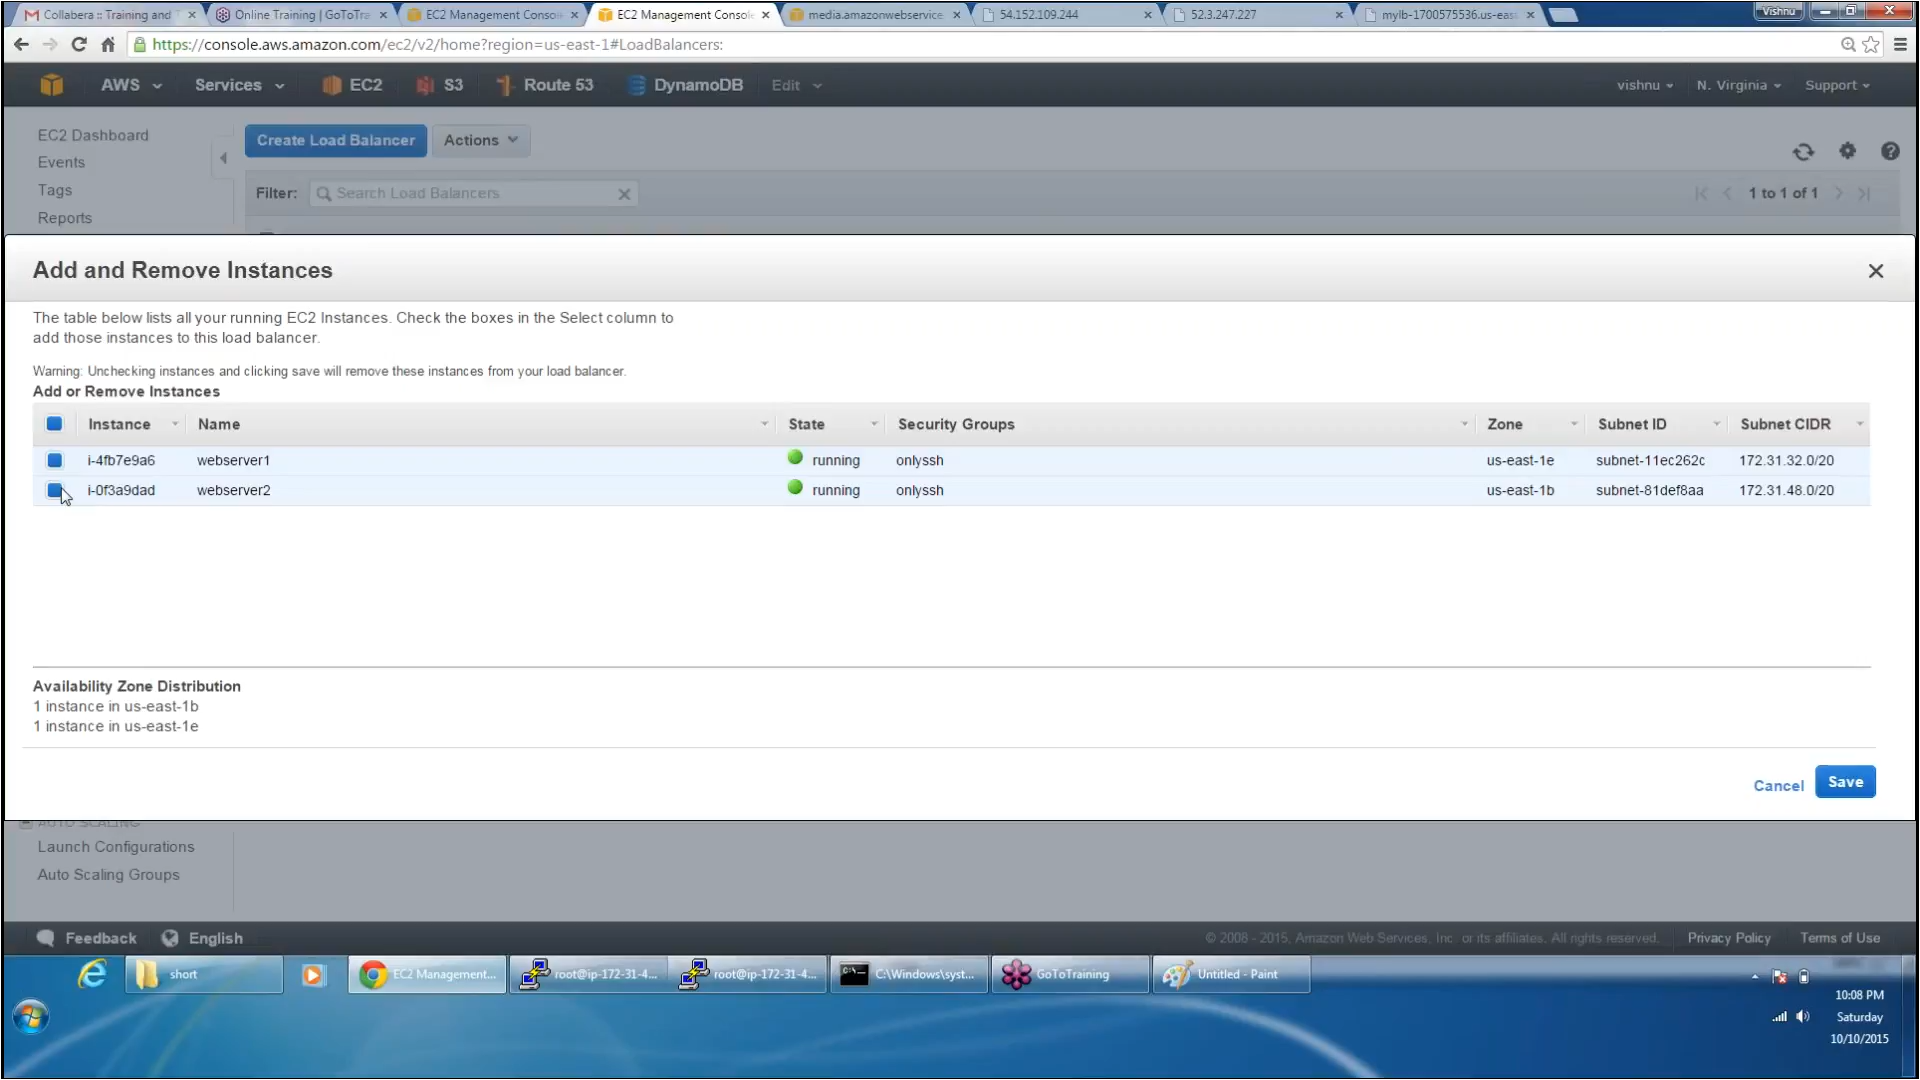 Collabera :: Training and T
Online Training | GoToTrai
EC2 Management Consol
EC2 Management Consol
media.amazonwebservice
54.152.109.244
52.3.247.227
mylb-1700575536.us-eas
Vishnu
https://console.aws.amazon.com/ec2/v2/home?region=us-east-1#LoadBalancers:
AWS
Services
EC2
S3
Route 53
DynamoDB
Edit
vishnu
N. Virginia
Support
EC2 Dashboard
Events
Tags
Reports
Create Load Balancer
Actions
Filter:
Search Load Balancers
1 to 1 of 1
Add and Remove Instances
The table below lists all your running EC2 Instances. Check the boxes in the Select column to
add those instances to this load balancer.
Warning: Unchecking instances and clicking save will remove these instances from your load balancer.
Add or Remove Instances
Instance Name State Security Groups Zone Subnet ID Subnet CIDR
i-4fb7e9a6 webserver1 running onlyssh us-east-1e subnet-11ec262c 172.31.32.0/20
i-0f3a9dad webserver2 running onlyssh us-east-1b subnet-81def8aa 172.31.48.0/20
Availability Zone Distribution
1 instance in us-east-1b
1 instance in us-east-1e
Cancel
Save
AUTO SCALING
Launch Configurations
Auto Scaling Groups
Feedback
English
© 2008 - 2015, Amazon Web Services, Inc. or its affiliates. All rights reserved.
Privacy Policy
Terms of Use
short
EC2 Management...
root@ip-172-31-4...
root@ip-172-31-4...
C:\Windows\syst...
GoToTraining
Untitled - Paint
10:08 PM
Saturday
10/10/2015